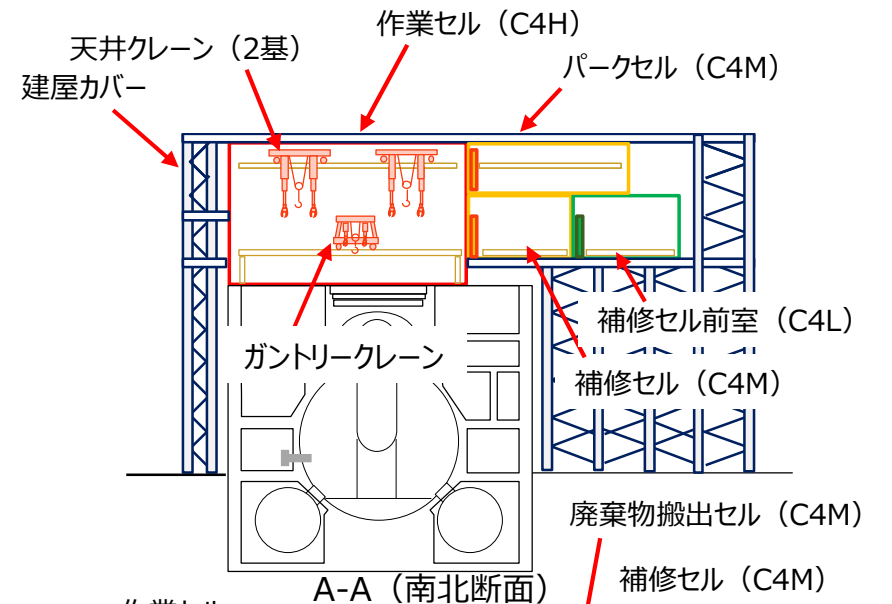 作業セル（C4H）
天井クレーン（2基）
パークセル（C4M）
建屋カバー
補修セル前室（C4L）
ガントリークレーン
補修セル（C4M）
廃棄物搬出セル（C4M）
補修セル（C4M）
A-A（南北断面）